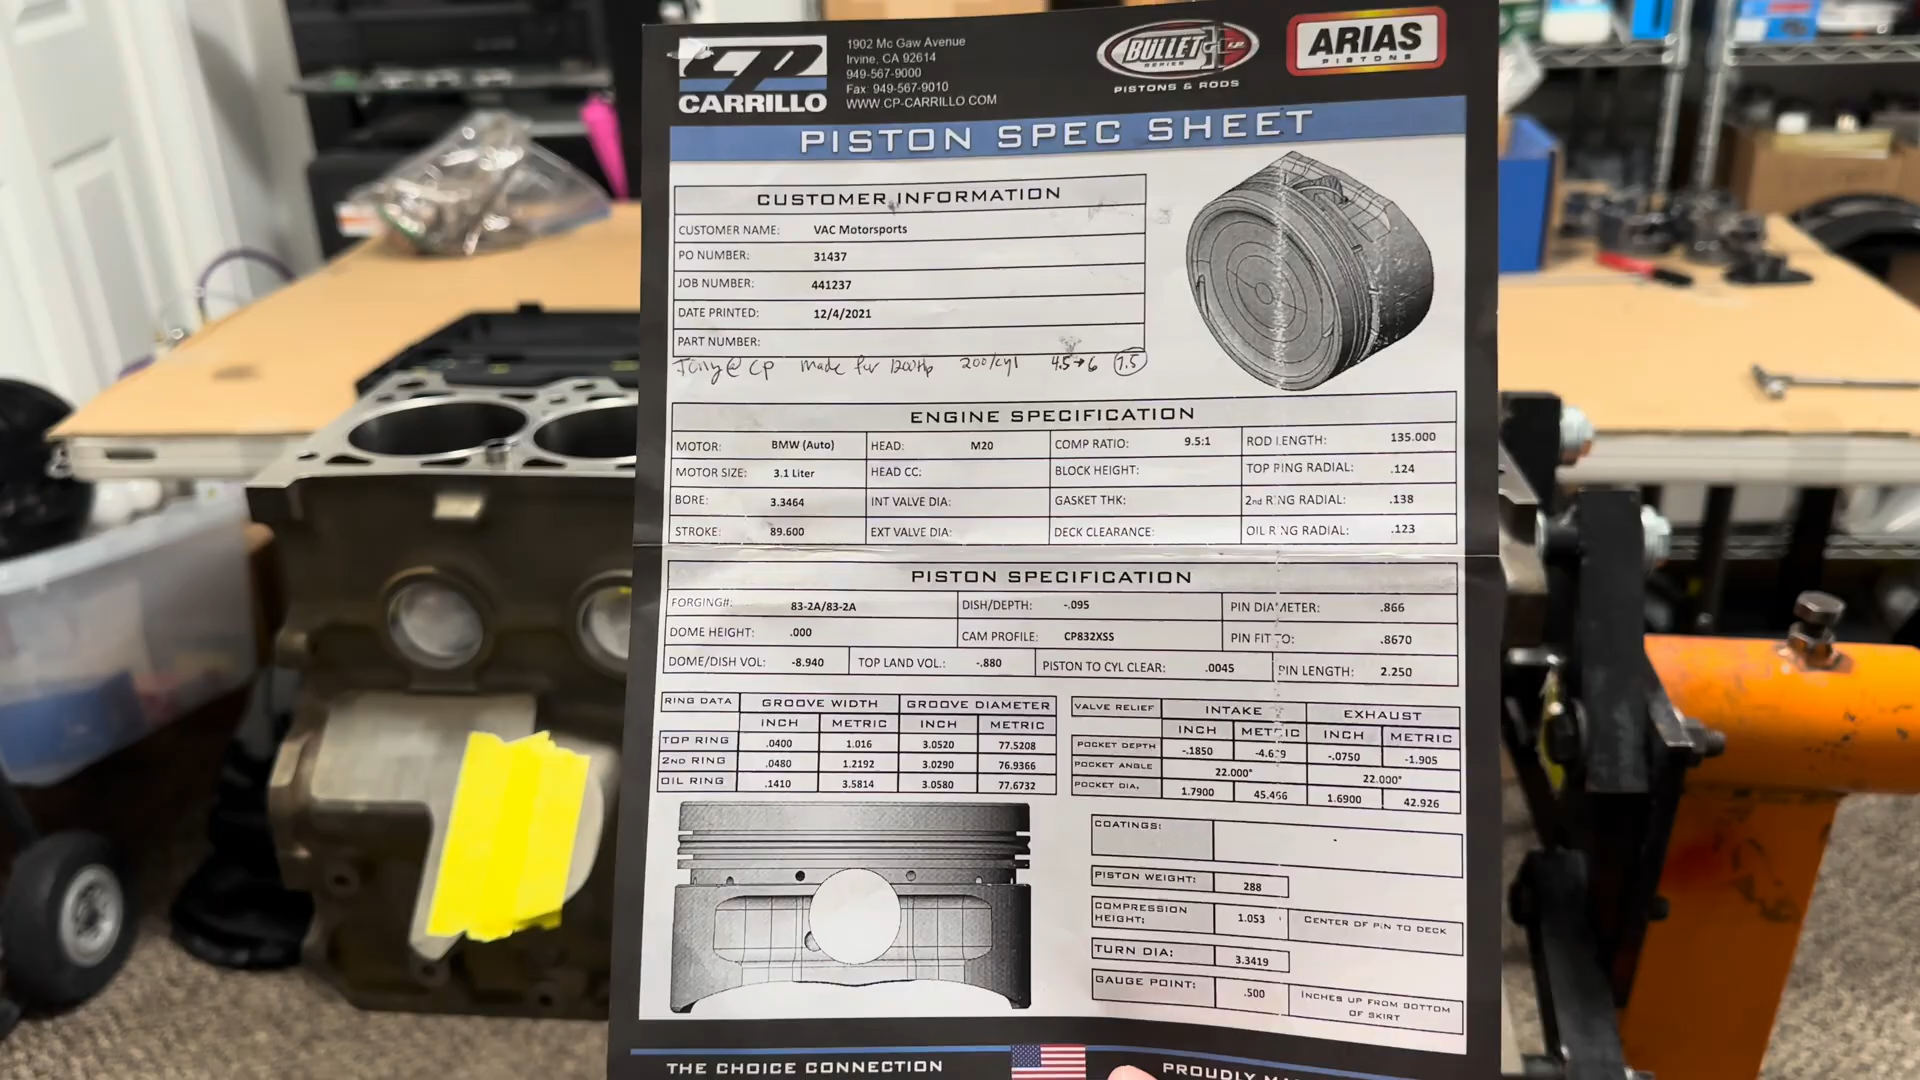 CP
CARRILLO
1902 Mc Gaw Avenue
Irvine, CA 92614
949-567-9000
Fax: 949-567-9010
WWW.CP-CARRILLO.COM
BULLET
SERIES
PISTONS & RODS
ARIAS
PISTONS
PISTON SPEC SHEET
CUSTOMER INFORMATION
CUSTOMER NAME: VAC Motorsports
PO NUMBER: 31437
JOB NUMBER: 441237
DATE PRINTED: 12/4/2021
PART NUMBER:
Tony @ CP made for 1200Hp 200/cyl 4.5→6 7.5
ENGINE SPECIFICATION
MOTOR: BMW (Auto) HEAD: M20 COMP RATIO: 9.5:1 ROD LENGTH: 135.000
MOTOR SIZE: 3.1 Liter HEAD CC: BLOCK HEIGHT: TOP RING RADIAL: .124
BORE: 3.3464 INT VALVE DIA: GASKET THK: 2nd RING RADIAL: .138
STROKE: 89.600 EXT VALVE DIA: DECK CLEARANCE: OIL RING RADIAL: .123
PISTON SPECIFICATION
FORGING#: 83-2A/83-2A DISH/DEPTH: -.095 PIN DIAMETER: .866
DOME HEIGHT: .000 CAM PROFILE: CP832XSS PIN FIT TO: .8670
DOME/DISH VOL: -8.940 TOP LAND VOL.: -.880 PISTON TO CYL CLEAR: .0045 PIN LENGTH: 2.250
RING DATA GROOVE WIDTH GROOVE DIAMETER
INCH METRIC INCH METRIC
TOP RING .0400 1.016 3.0520 77.5208
2ND RING .0480 1.2192 3.0290 76.9366
OIL RING .1410 3.5814 3.0580 77.6732
VALVE RELIEF INTAKE EXHAUST
INCH METRIC INCH METRIC
POCKET DEPTH -.1850 -.0750 -1.905
POCKET ANGLE 22.000° 22.000°
POCKET DIA. 1.7900 45.466 1.6900 42.926
COATINGS: -
PISTON WEIGHT: 288
COMPRESSION HEIGHT: 1.053 CENTER OF PIN TO DECK
TURN DIA: 3.3419
GAUGE POINT: .500 INCHES UP FROM BOTTOM OF SKIRT
THE CHOICE CONNECTION
PROUDLY